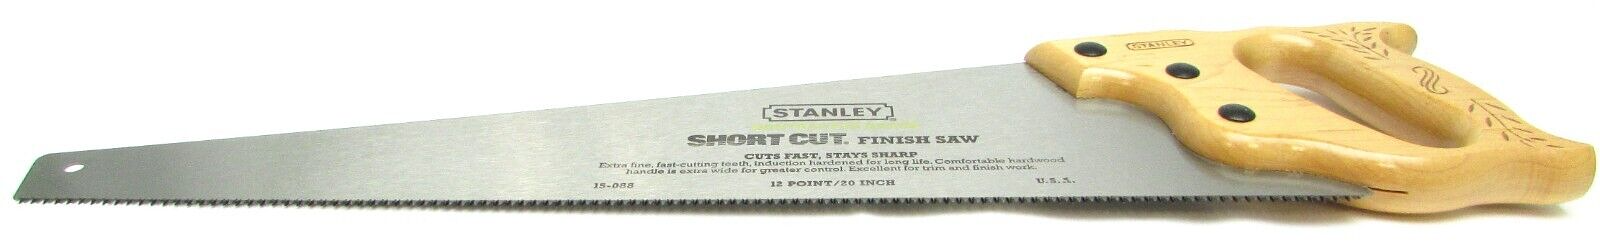 STANLEY
STANLEY
SHORT CUT. FINISH SAW
CUTS FAST, STAYS SHARP
Extra fine, fast-cutting teeth, induction hardened for long life. Comfortable hardwood
handle is extra wide for greater control. Excellent for trim and finish work.
15-088 12 POINT/20 INCH U.S.A.